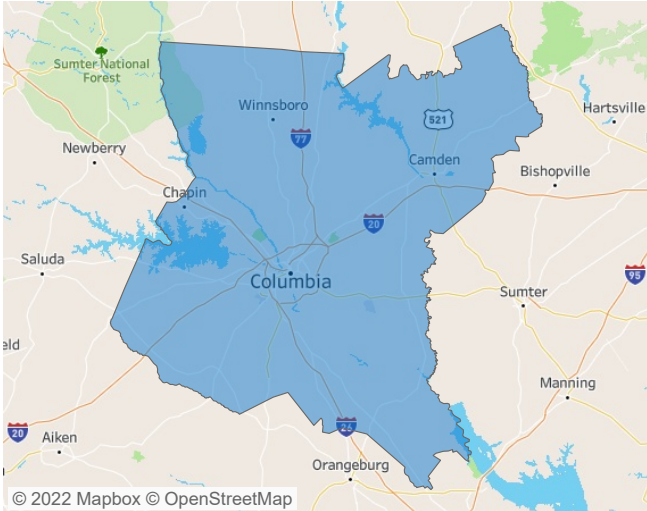 Sumter National
Forest
Winnsboro
77
521
Hartsville
Newberry
Camden
Bishopville
Chapin
20
Saluda
Columbia
95
Sumter
eld
Manning
20
26
Aiken
Orangeburg
© 2022 Mapbox © OpenStreetMap